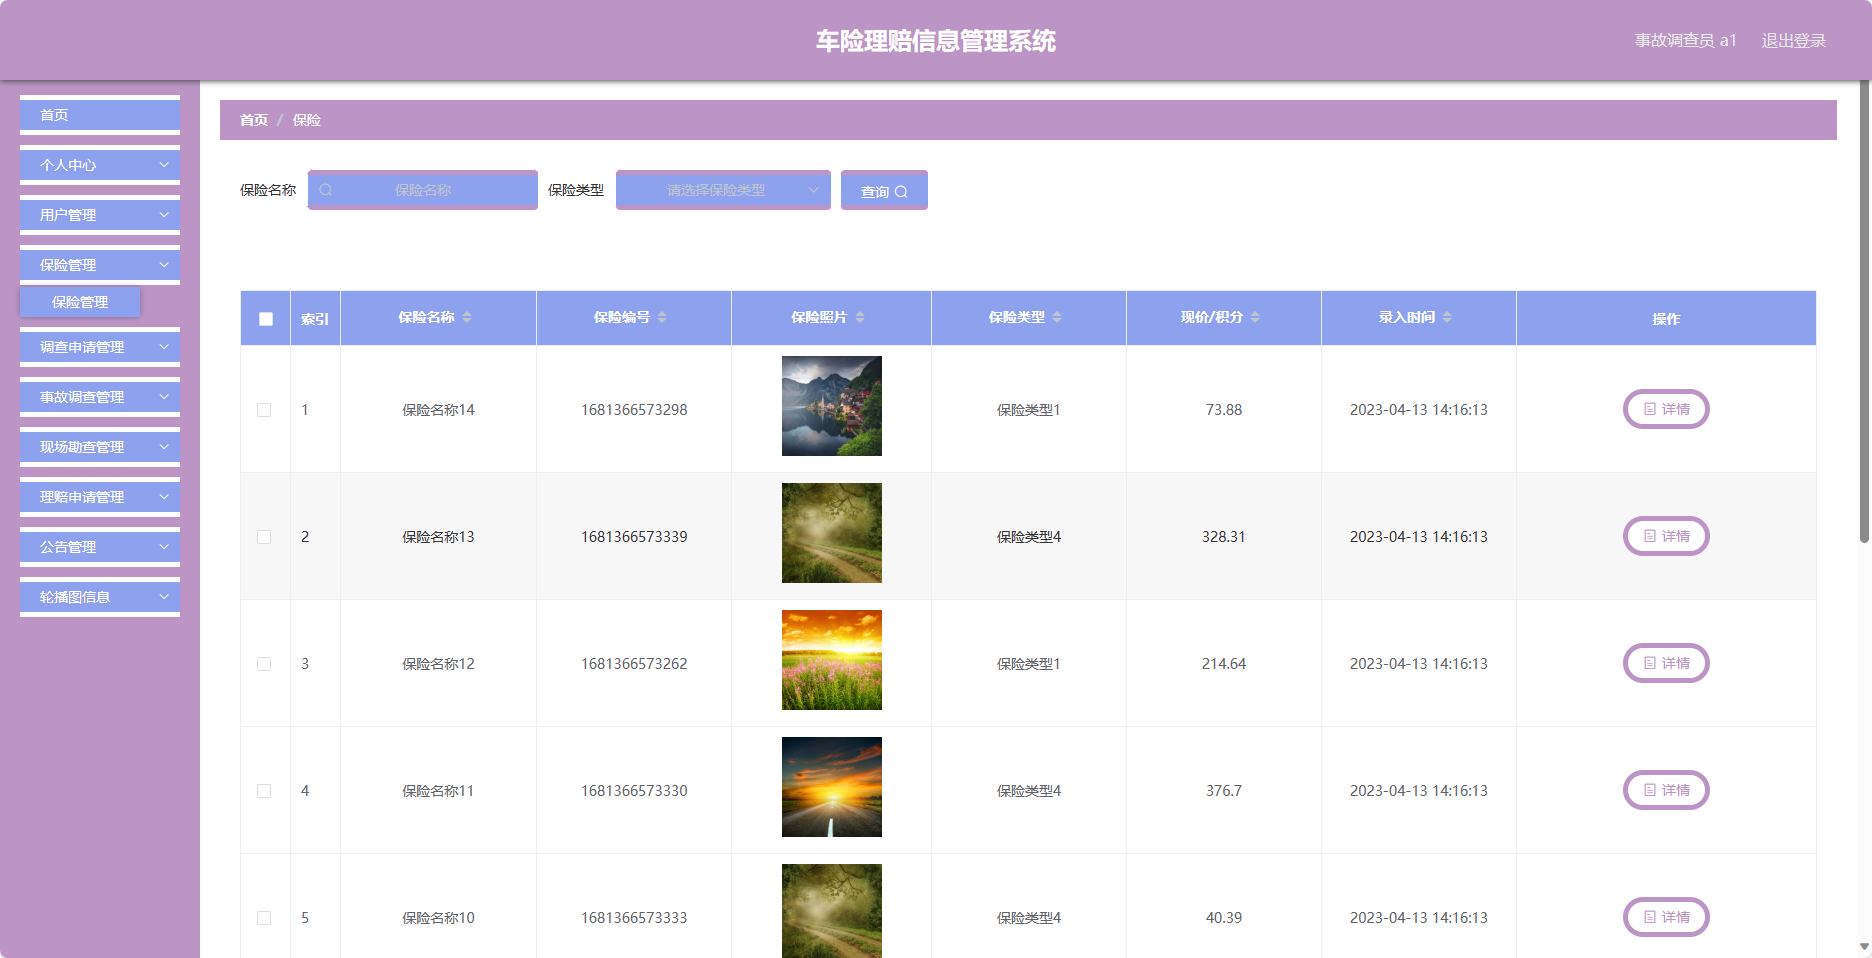 车险理赔信息管理系统
事故调查员 a1 退出登录
首页
个人中心
用户管理
保险管理
保险管理
调查申请管理
事故调查管理
现场勘查管理
理赔申请管理
公告管理
轮播图信息
首页 / 保险
保险名称 保险名称 保险类型 请选择保险类型 查询
索引 保险名称 保险编号 保险照片 保险类型 现价/积分 录入时间 操作
1 保险名称14 1681366573298 保险类型1 73.88 2023-04-13 14:16:13 详情
2 保险名称13 1681366573339 保险类型4 328.31 2023-04-13 14:16:13 详情
3 保险名称12 1681366573262 保险类型1 214.64 2023-04-13 14:16:13 详情
4 保险名称11 1681366573330 保险类型4 376.7 2023-04-13 14:16:13 详情
5 保险名称10 1681366573333 保险类型4 40.39 2023-04-13 14:16:13 详情